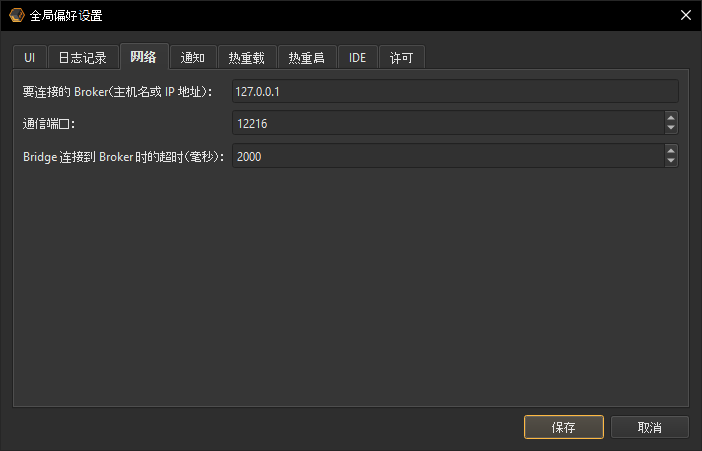 全局偏好设置
UI 日志记录 网络 通知 热重载 热重启 IDE 许可
要连接的 Broker(主机名或 IP 地址): 127.0.0.1
通信端口: 12216
Bridge 连接到 Broker 时的超时(毫秒): 2000
保存 取消